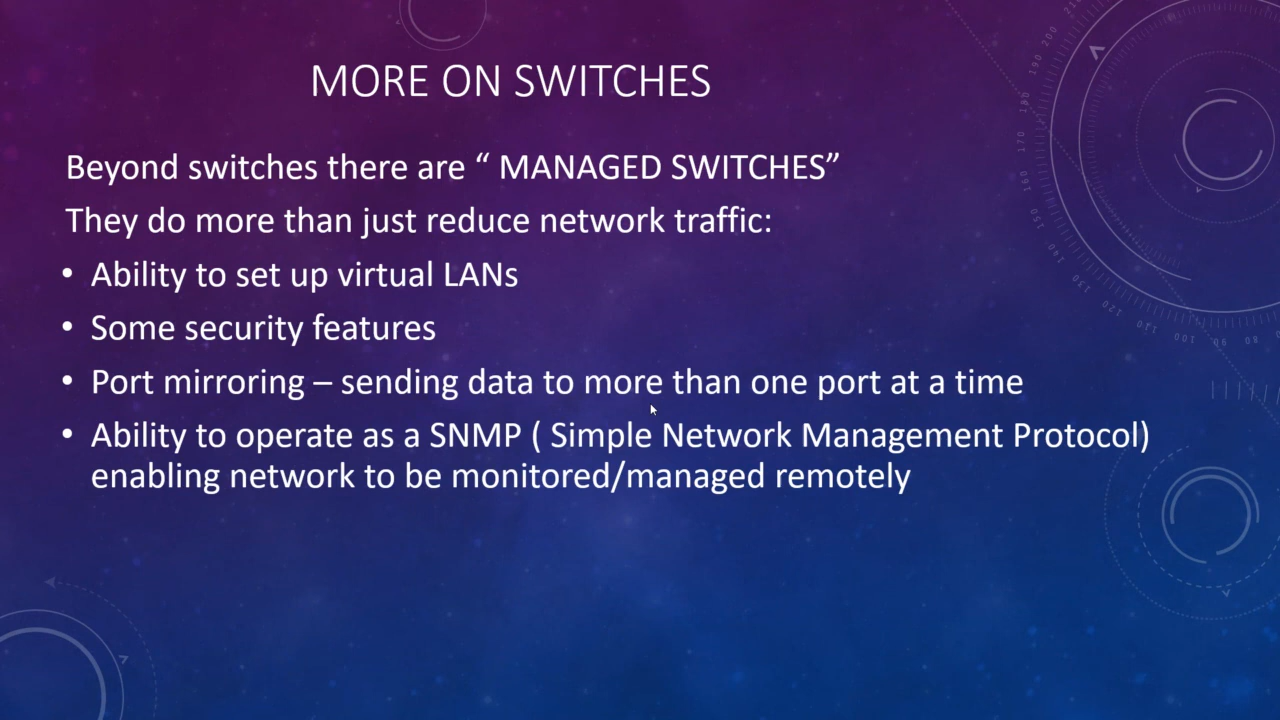 MORE ON SWITCHES
Beyond switches there are “ MANAGED SWITCHES”
They do more than just reduce network traffic:
• Ability to set up virtual LANs
• Some security features
• Port mirroring – sending data to more than one port at a time
• Ability to operate as a SNMP ( Simple Network Management Protocol)
enabling network to be monitored/managed remotely